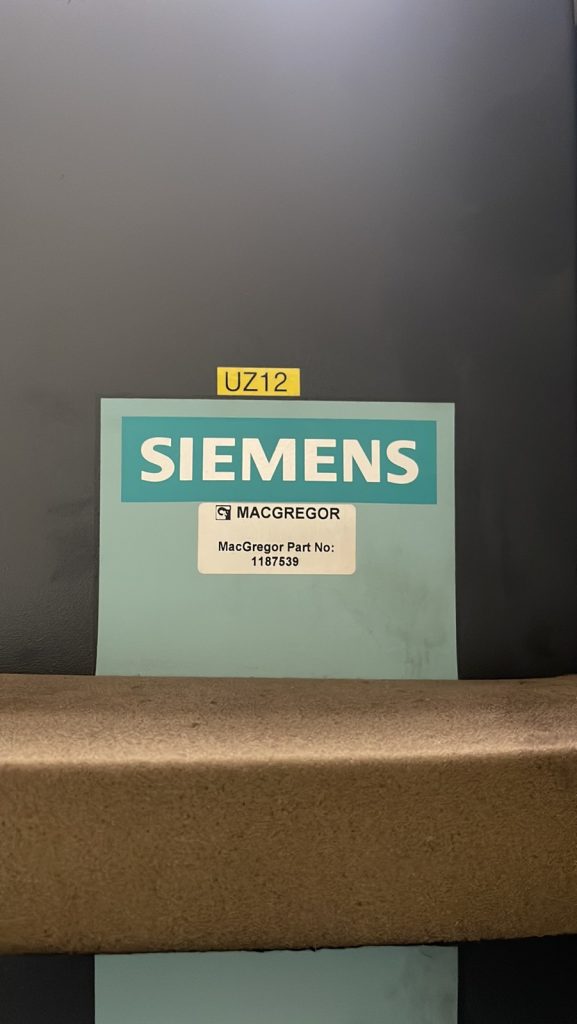 UZ12
SIEMENS
MACGREGOR
MacGregor Part No:
1187539